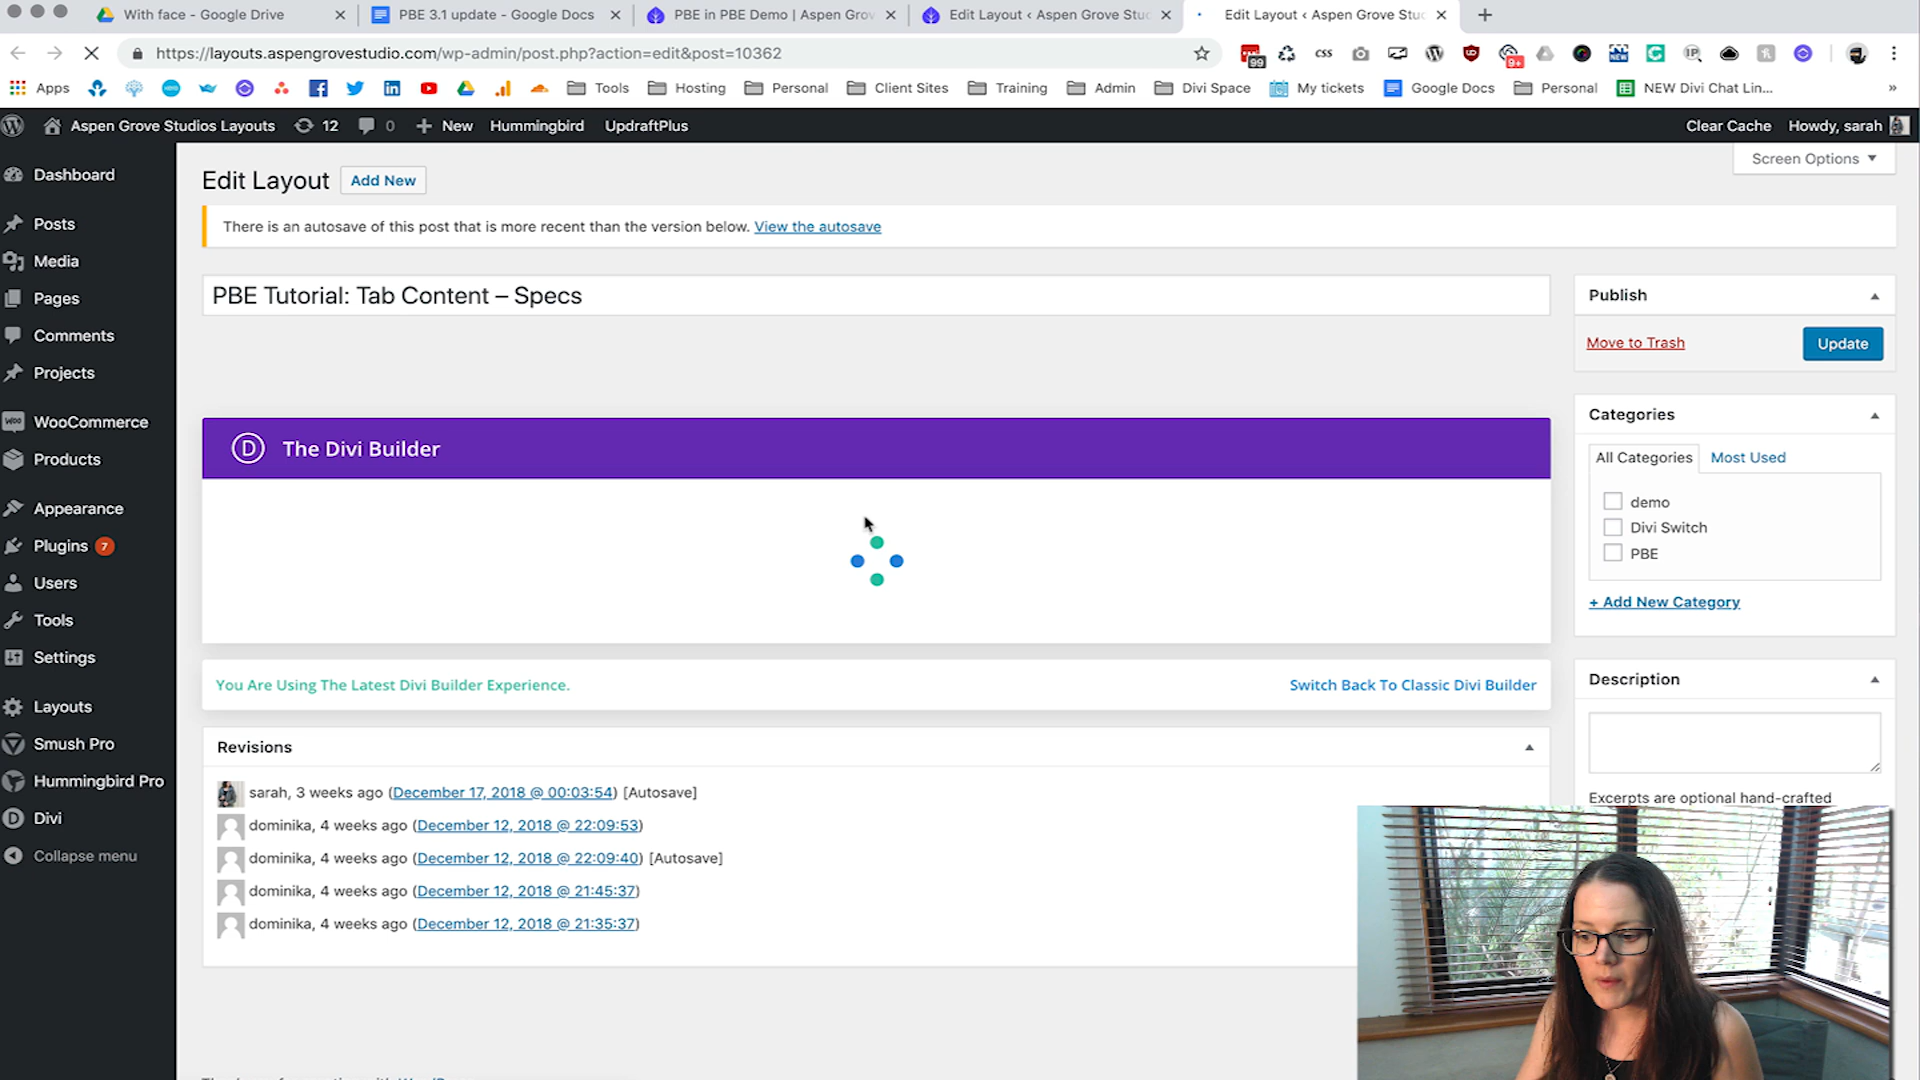 With face - Google Drive
PBE 3.1 update - Google Docs
PBE in PBE Demo | Aspen Grov
Edit Layout ‹ Aspen Grove Stu
Edit Layout ‹ Aspen Grove Stu
https://layouts.aspengrovestudio.com/wp-admin/post.php?action=edit&post=10362
99
CSS
9+
NEW
IP
Apps
Tools
Hosting
Personal
Client Sites
Training
Admin
Divi Space
My tickets
Google Docs
Personal
NEW Divi Chat Lin...
»
Aspen Grove Studios Layouts
12
0
New
Hummingbird
UpdraftPlus
Clear Cache
Howdy, sarah
Dashboard
Posts
Media
Pages
Comments
Projects
WooCommerce
Products
Appearance
Plugins 7
Users
Tools
Settings
Layouts
Smush Pro
Hummingbird Pro
Divi
Collapse menu
Screen Options
Edit Layout
Add New
There is an autosave of this post that is more recent than the version below. View the autosave
PBE Tutorial: Tab Content – Specs
D The Divi Builder
You Are Using The Latest Divi Builder Experience.
Switch Back To Classic Divi Builder
Revisions
sarah, 3 weeks ago (December 17, 2018 @ 00:03:54) [Autosave]
dominika, 4 weeks ago (December 12, 2018 @ 22:09:53)
dominika, 4 weeks ago (December 12, 2018 @ 22:09:40) [Autosave]
dominika, 4 weeks ago (December 12, 2018 @ 21:45:37)
dominika, 4 weeks ago (December 12, 2018 @ 21:35:37)
Publish
Move to Trash
Update
Categories
All Categories
Most Used
demo
Divi Switch
PBE
+ Add New Category
Description
Excerpts are optional hand-crafted